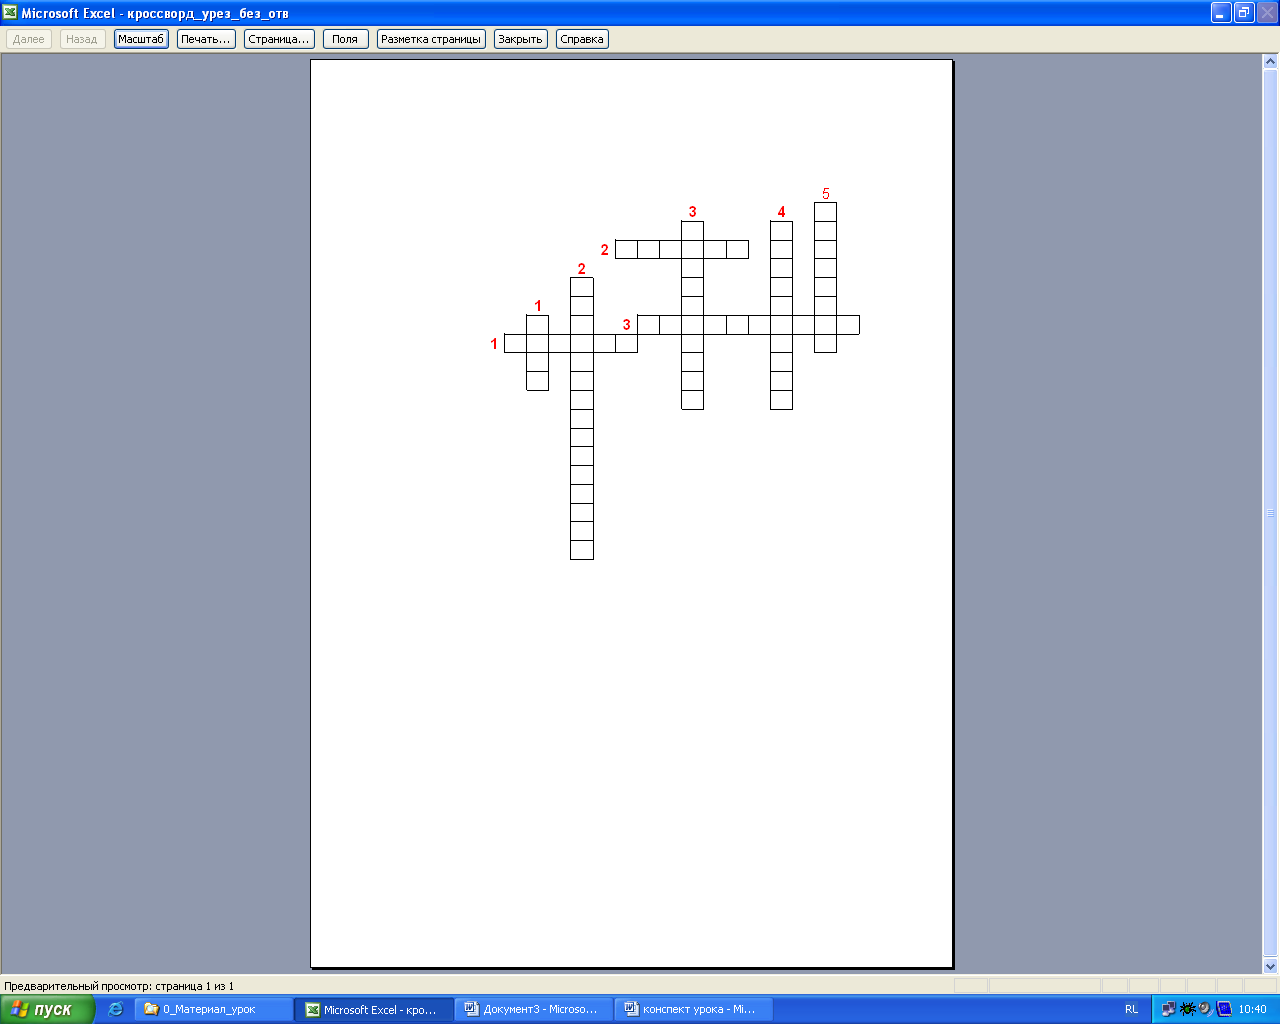 Microsoft Excel - кроссворд_урез_без_отв
Далее Назад Масштаб Печать... Страница... Поля Разметка страницы Закрыть Справка
5
3 4
2
2
1
3
1
Предварительный просмотр: страница 1 из 1
пуск 0_Материал_урок Microsoft Excel - кро... Документ3 - Microso... конспект урока - Mi... RL 10:40